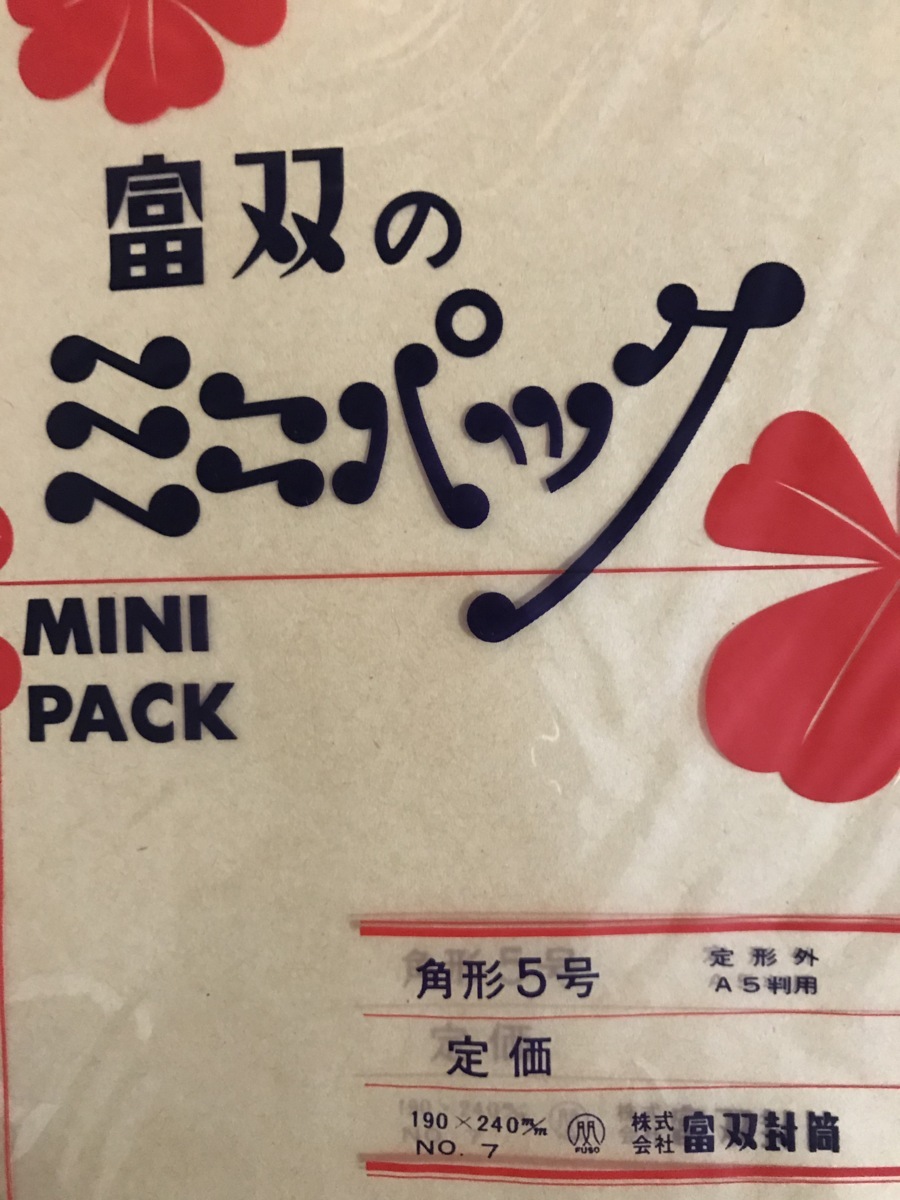 富双の
ミニパック
MINI
PACK
角形5号
定形外
A5判用
定価
190×240m/m
NO. 7
FUSO
株式
会社
富双封筒